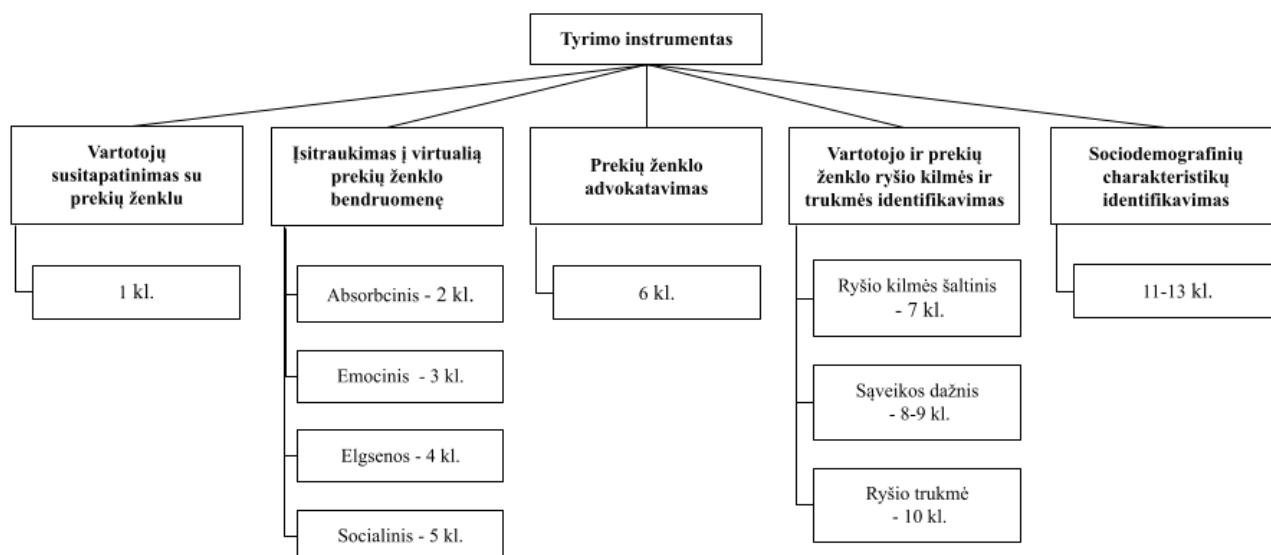 Tyrimo instrumentas
Vartotojų
susitapatinimas su
prekių ženklu
1 kl.
Įsitraukimas į virtualią
prekių ženklo
bendruomenę
Absorbcinis - 2 kl.
Emocinis - 3 kl.
Elgsenos - 4 kl.
Socialinis - 5 kl.
Prekių ženklo
advokatavimas
6 kl.
Vartotojo ir prekių
ženklo ryšio kilmės ir
trukmės identifikavimas
Ryšio kilmės šaltinis
- 7 kl.
Sąveikos dažnis
- 8-9 kl.
Ryšio trukmė
- 10 kl.
Sociodemografinių
charakteristikų
identifikavimas
11-13 kl.